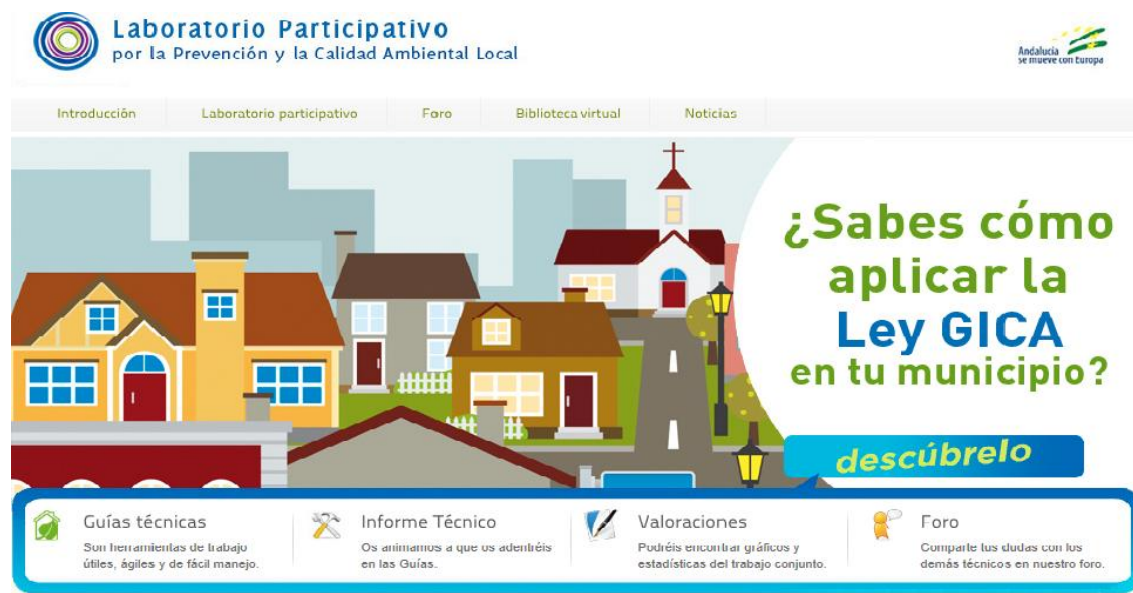 Laboratorio Participativo
por la Prevención y la Calidad Ambiental Local
Andalucía
se mueve con Europa
Introducción Laboratorio participativo Foro Biblioteca virtual Noticias
¿Sabes cómo
aplicar la
Ley GICA
en tu municipio?
descúbrelo
Guías técnicas
Son herramientas de trabajo
útiles, ágiles y de fácil manejo.
Informe Técnico
Os animamos a que os adentréis
en las Guías.
Valoraciones
Podréis encontrar gráficos y
estadísticas del trabajo conjunto.
Foro
Comparte tus dudas con los
demás técnicos en nuestro foro.